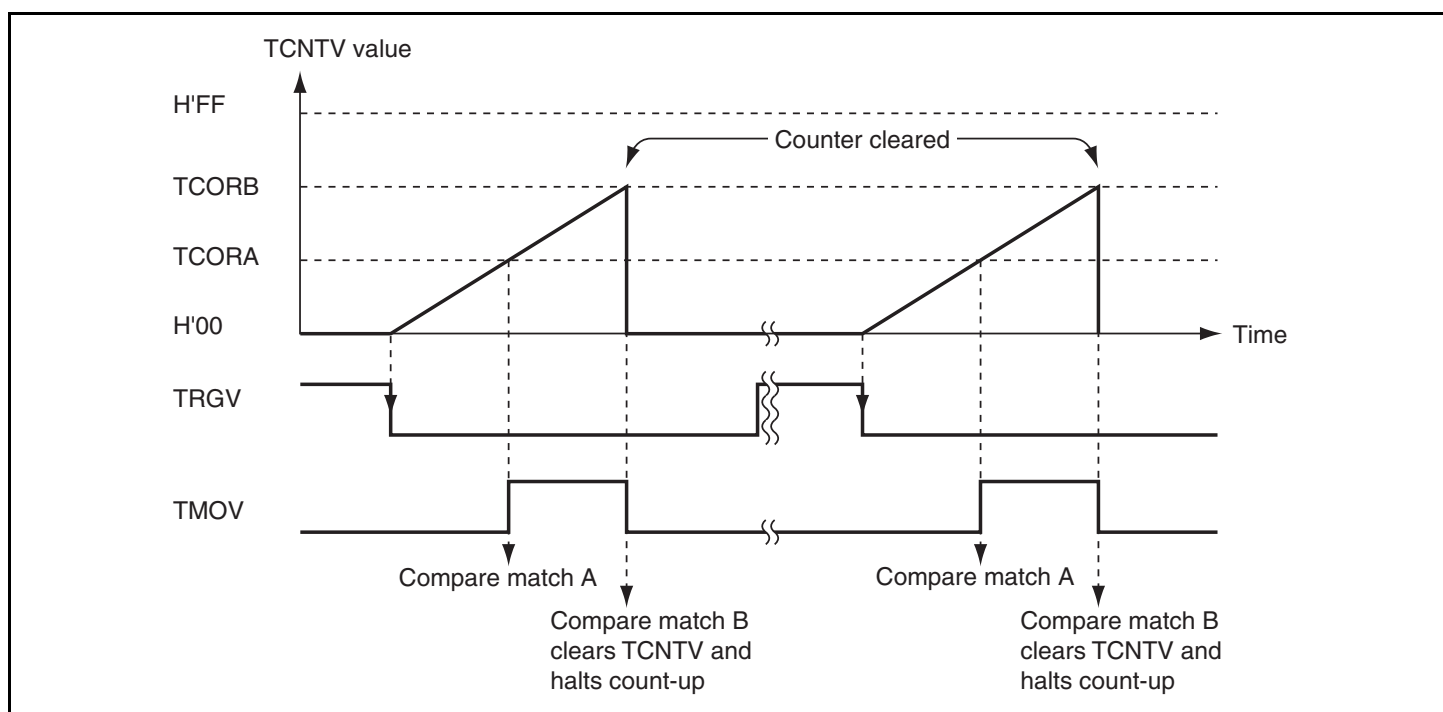 TCNTV value
H'FF
Counter cleared
TCORB
TCORA
H'00
Time
TRGV
TMOV
Compare match A
Compare match B
clears TCNTV and
halts count-up
Compare match A
Compare match B
clears TCNTV and
halts count-up